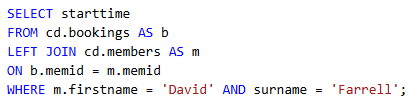 SELECT starttime
FROM cd.bookings AS b
LEFT JOIN cd.members AS m
ON b.memid = m.memid
WHERE m.firstname = 'David' AND surname = 'Farrell';